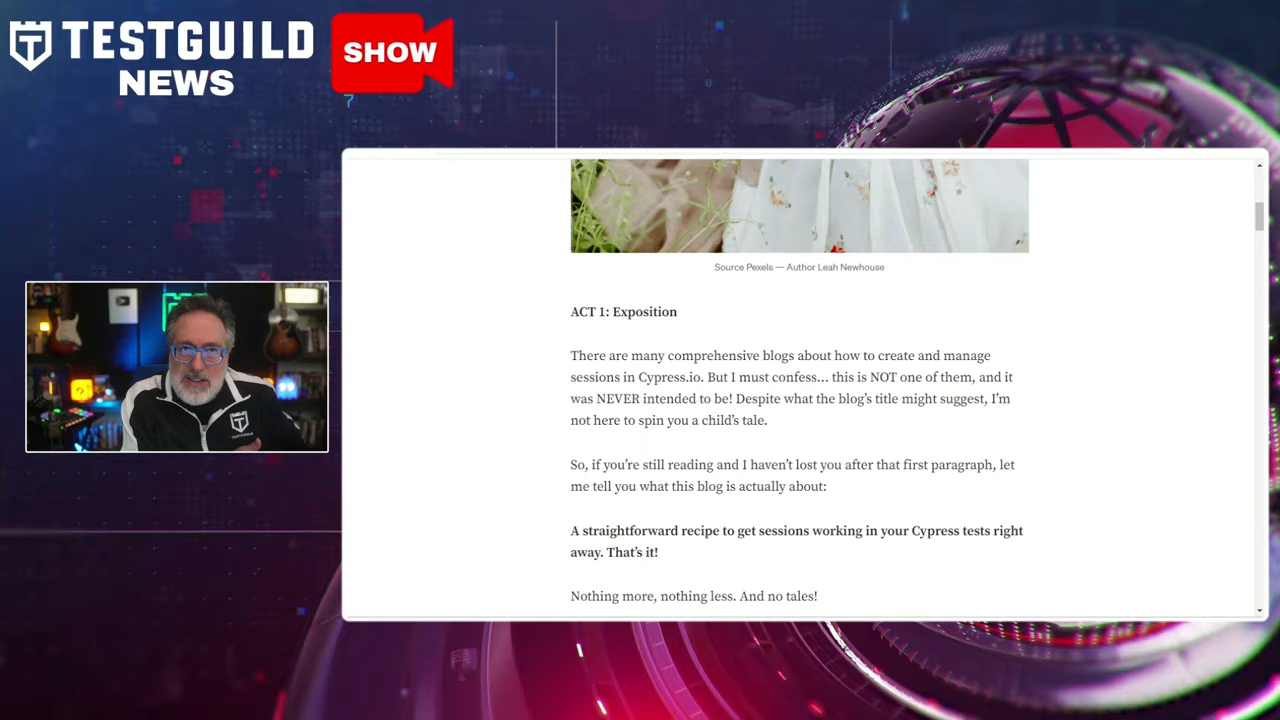 TESTGUILD
NEWS
SHOW
Source Pexels — Author Leah Newhouse
ACT 1: Exposition
There are many comprehensive blogs about how to create and manage
sessions in Cypress.io. But I must confess… this is NOT one of them, and it
was NEVER intended to be! Despite what the blog’s title might suggest, I’m
not here to spin you a child’s tale.
So, if you’re still reading and I haven’t lost you after that first paragraph, let
me tell you what this blog is actually about:
A straightforward recipe to get sessions working in your Cypress tests right
away. That’s it!
Nothing more, nothing less. And no tales!
TESTGUILD